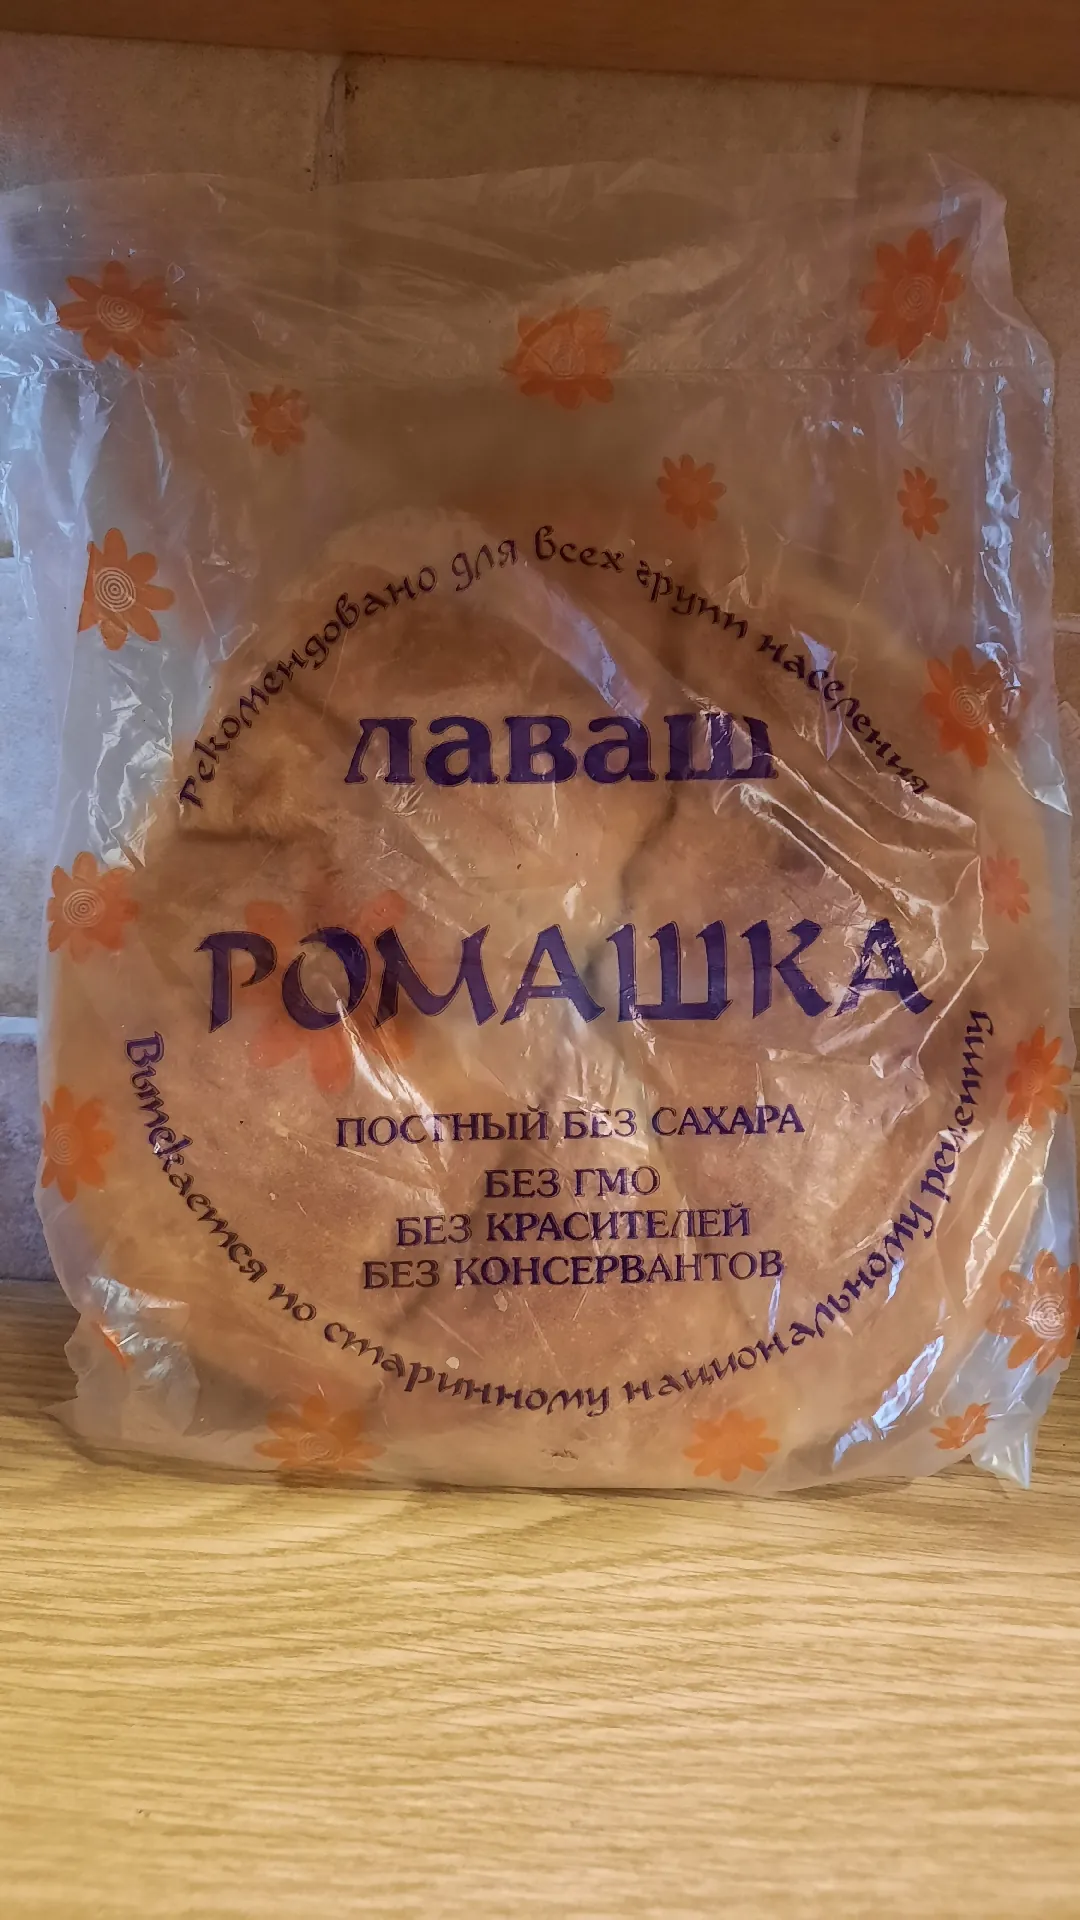 Рекомендовано для всех групп населения
лаваш
РОМАШКА
ПОСТНЫЙ БЕЗ САХАРА
БЕЗ ГМО
БЕЗ КРАСИТЕЛЕЙ
БЕЗ КОНСЕРВАНТОВ
Выпекается по старинному национальному рецепту